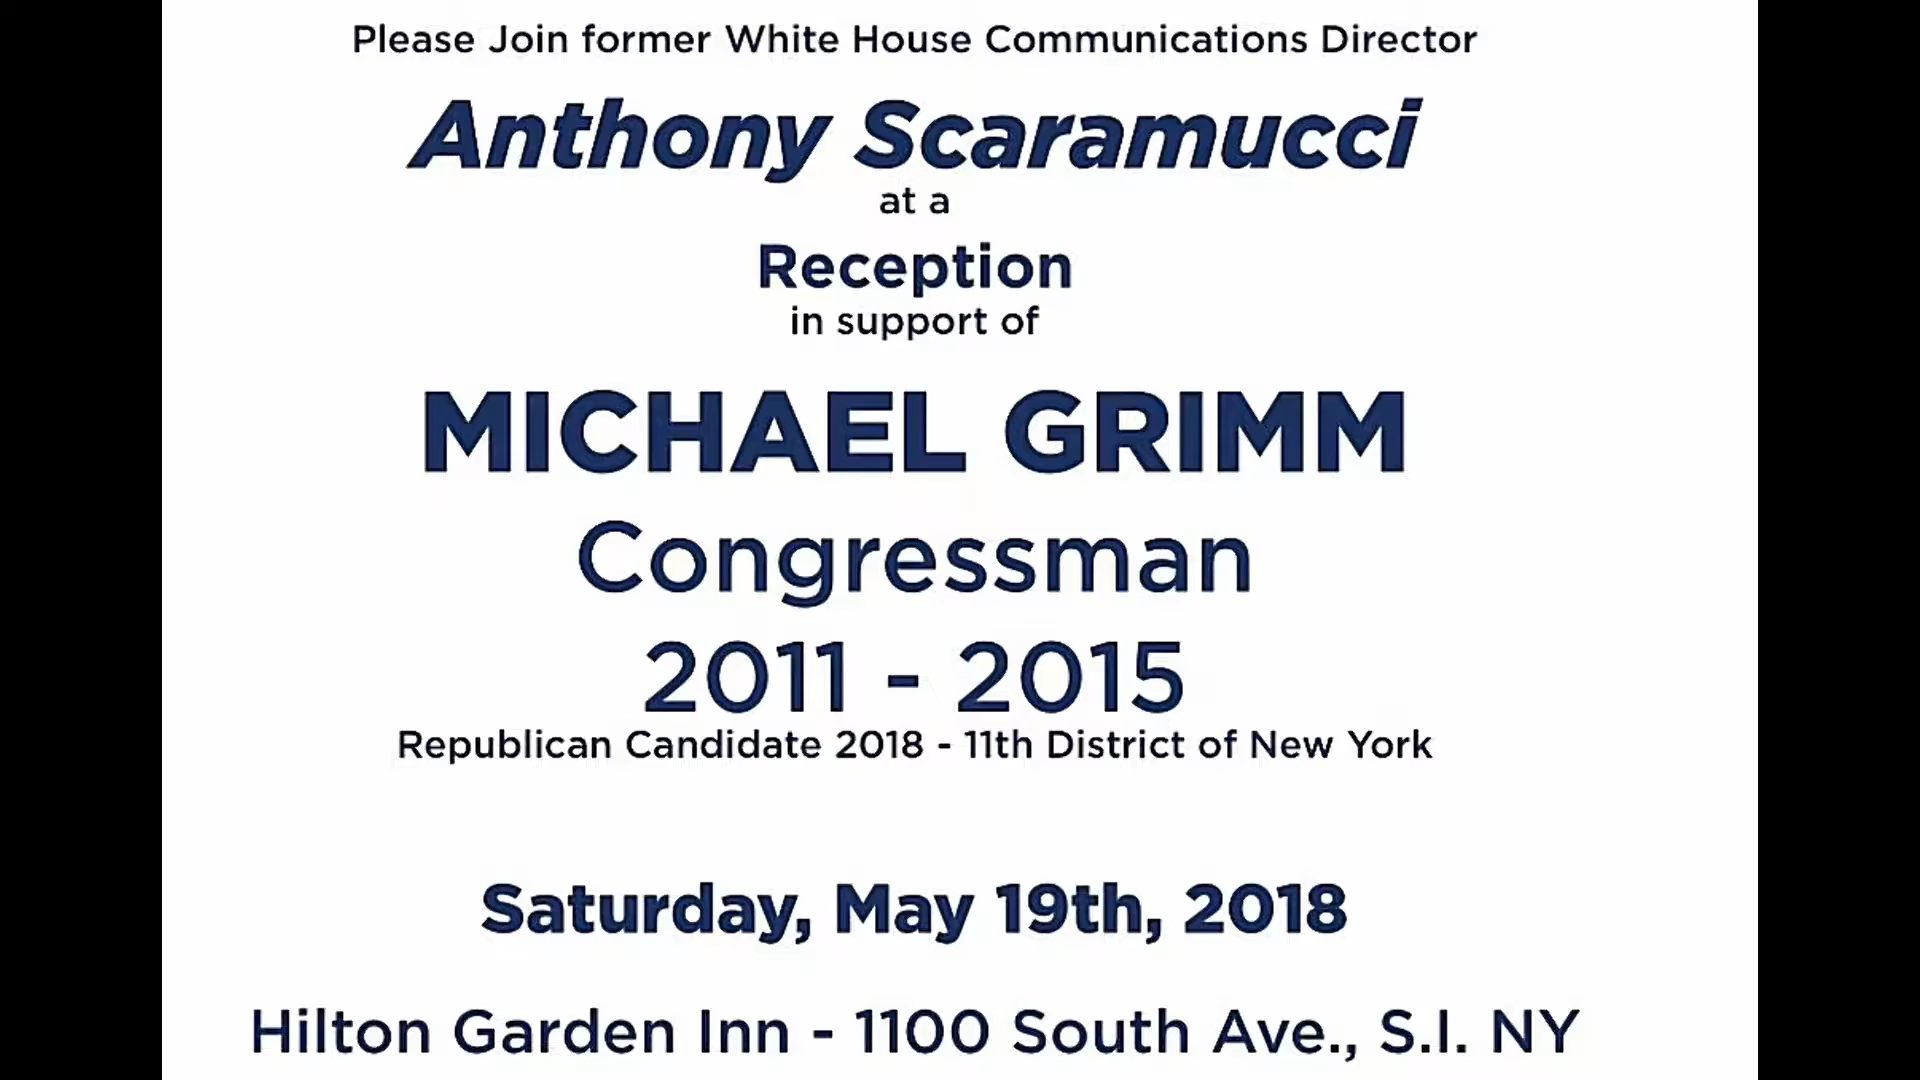 Please Join former White House Communications Director
Anthony Scaramucci
at a
Reception
in support of
MICHAEL GRIMM
Congressman
2011 - 2015
Republican Candidate 2018 - 11th District of New York
Saturday, May 19th, 2018
Hilton Garden Inn - 1100 South Ave., S.I. NY